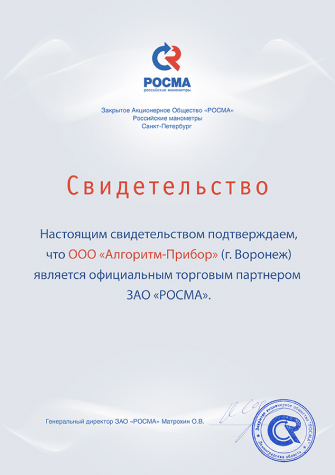 РОСМА
российские манометры
Закрытое Акционерное Общество «РОСМА»
Российские манометры
Санкт-Петербург
Свидетельство
Настоящим свидетельством подтверждаем,
что ООО «Алгоритм-Прибор» (г. Воронеж)
является официальным торговым партнером
ЗАО «РОСМА».
Генеральный директор ЗАО «РОСМА» Матрохин О.В.